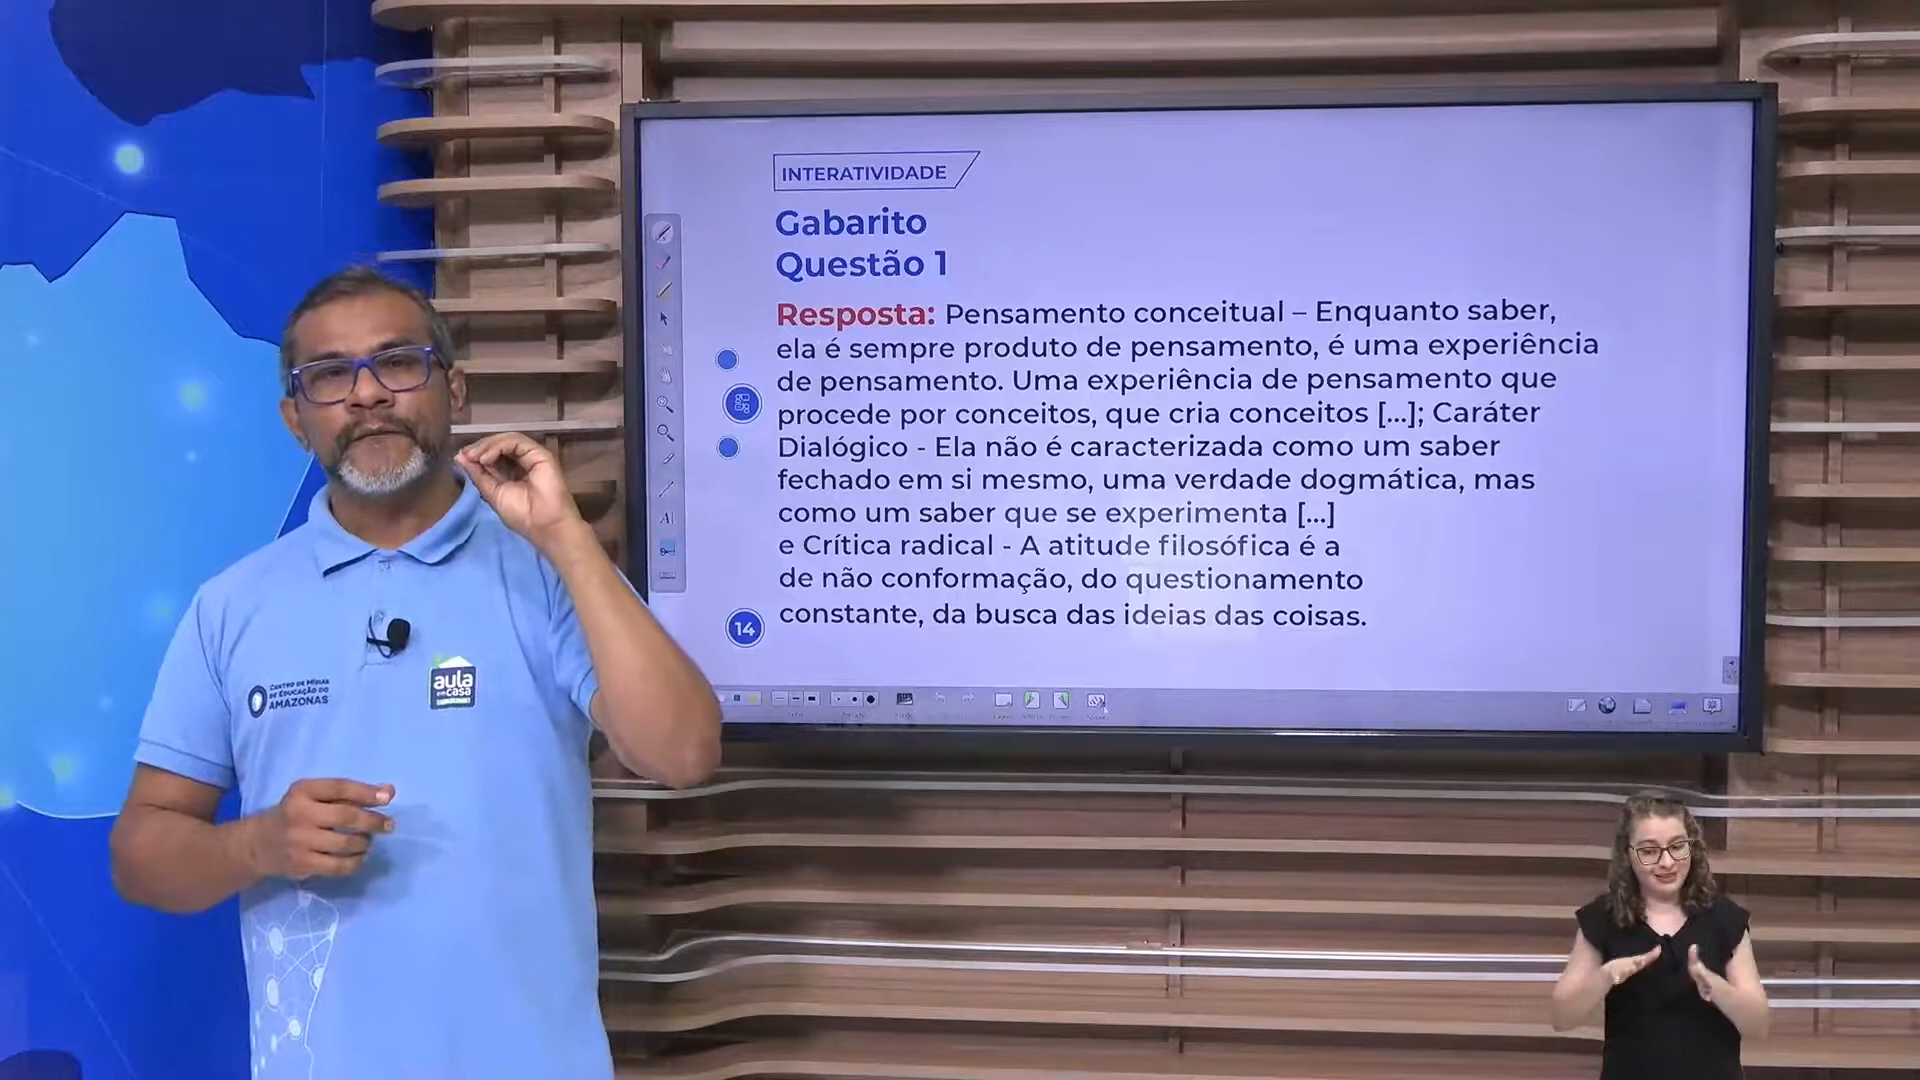 INTERATIVIDADE
Gabarito
Questão 1
Resposta: Pensamento conceitual – Enquanto saber,
ela é sempre produto de pensamento, é uma experiência
de pensamento. Uma experiência de pensamento que
procede por conceitos, que cria conceitos [...]; Caráter
Dialógico - Ela não é caracterizada como um saber
fechado em si mesmo, uma verdade dogmática, mas
como um saber que se experimenta [...]
e Crítica radical - A atitude filosófica é a
de não conformação, do questionamento
constante, da busca das ideias das coisas.
14
A
CENTRO DE MÍDIAS
DE EDUCAÇÃO DO
AMAZONAS
aula
em casa